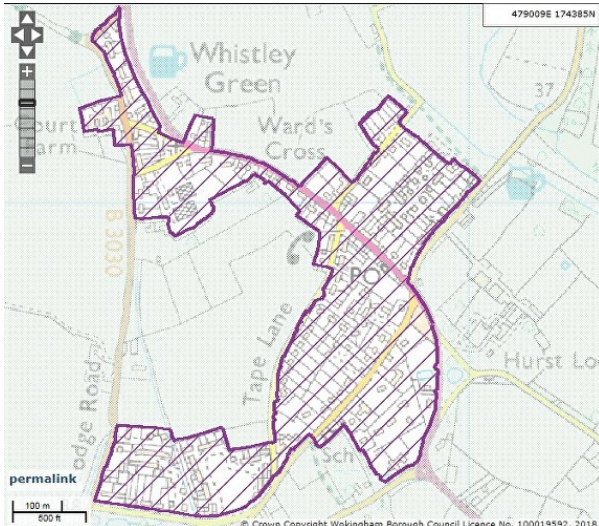 479009E 174385N
Whistley
Green
37
Ward's
Cross
Court
arm
B 3030
PO
Tape Lane
Hurst Lo
odge Road
Sch
permalink
100 m
500 ft
© Crown Copyright Wokingham Borough Council Licence No. 100019592, 2018